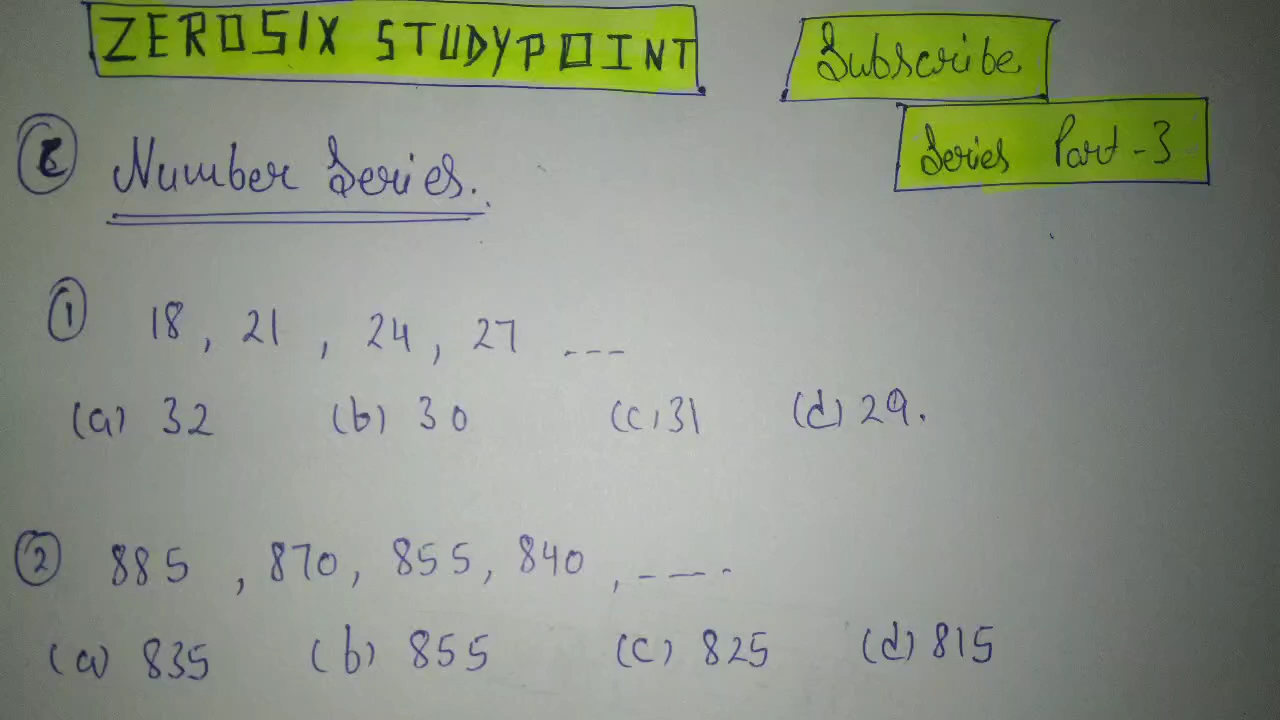 ZEROSIX STUDYPOINT
Subscribe
Series Part-3
Number Series.
① 18, 21, 24, 27 ---
(a) 32 (b) 30 (c) 31 (d) 29.
② 885, 870, 855, 840, ----
(a) 835 (b) 855 (c) 825 (d) 815